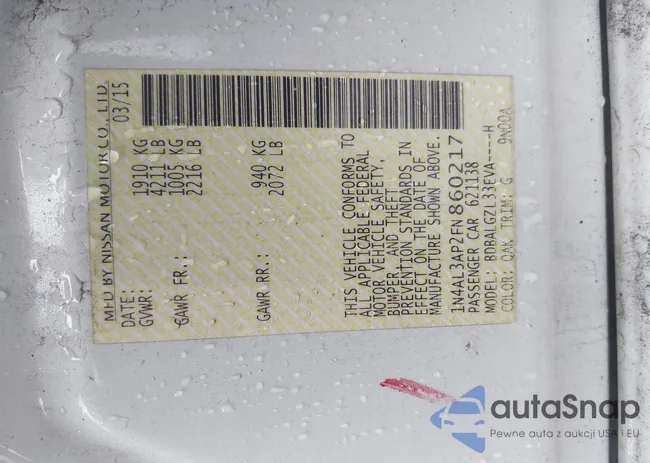 MFD BY NISSAN MOTOR CO., LTD.
DATE: 03/15
GVWR: 1910 KG
4211 LB
GAWR FR: 1005 KG
2216 LB
GAWR RR: 940 KG
2072 LB
THIS VEHICLE CONFORMS TO
ALL APPLICABLE FEDERAL
MOTOR VEHICLE SAFETY,
BUMPER, AND THEFT
PREVENTION STANDARDS IN
EFFECT ON THE DATE OF
MANUFACTURE SHOWN ABOVE.
1N4AL3AP2FN860217
PASSENGER CAR 621138
MODEL: BDBALGZL33EVA----H
COLOR: QAK TRIM: G 9N00A
autaSnap
Pewne auta z aukcji USA i EU